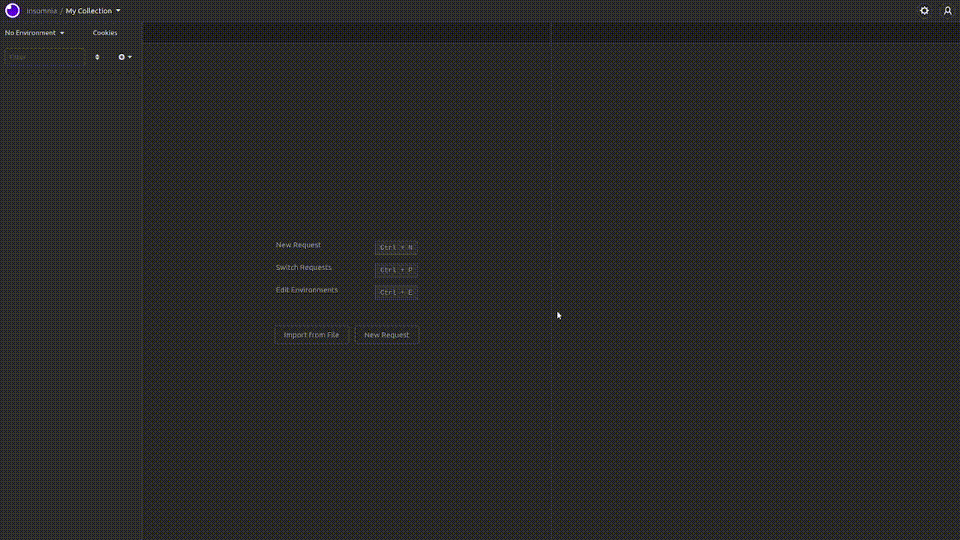 Insomnia / My Collection
No Environment
Cookies
Filter
New Request
Ctrl + N
Switch Requests
Ctrl + P
Edit Environments
Ctrl + E
Import from File
New Request